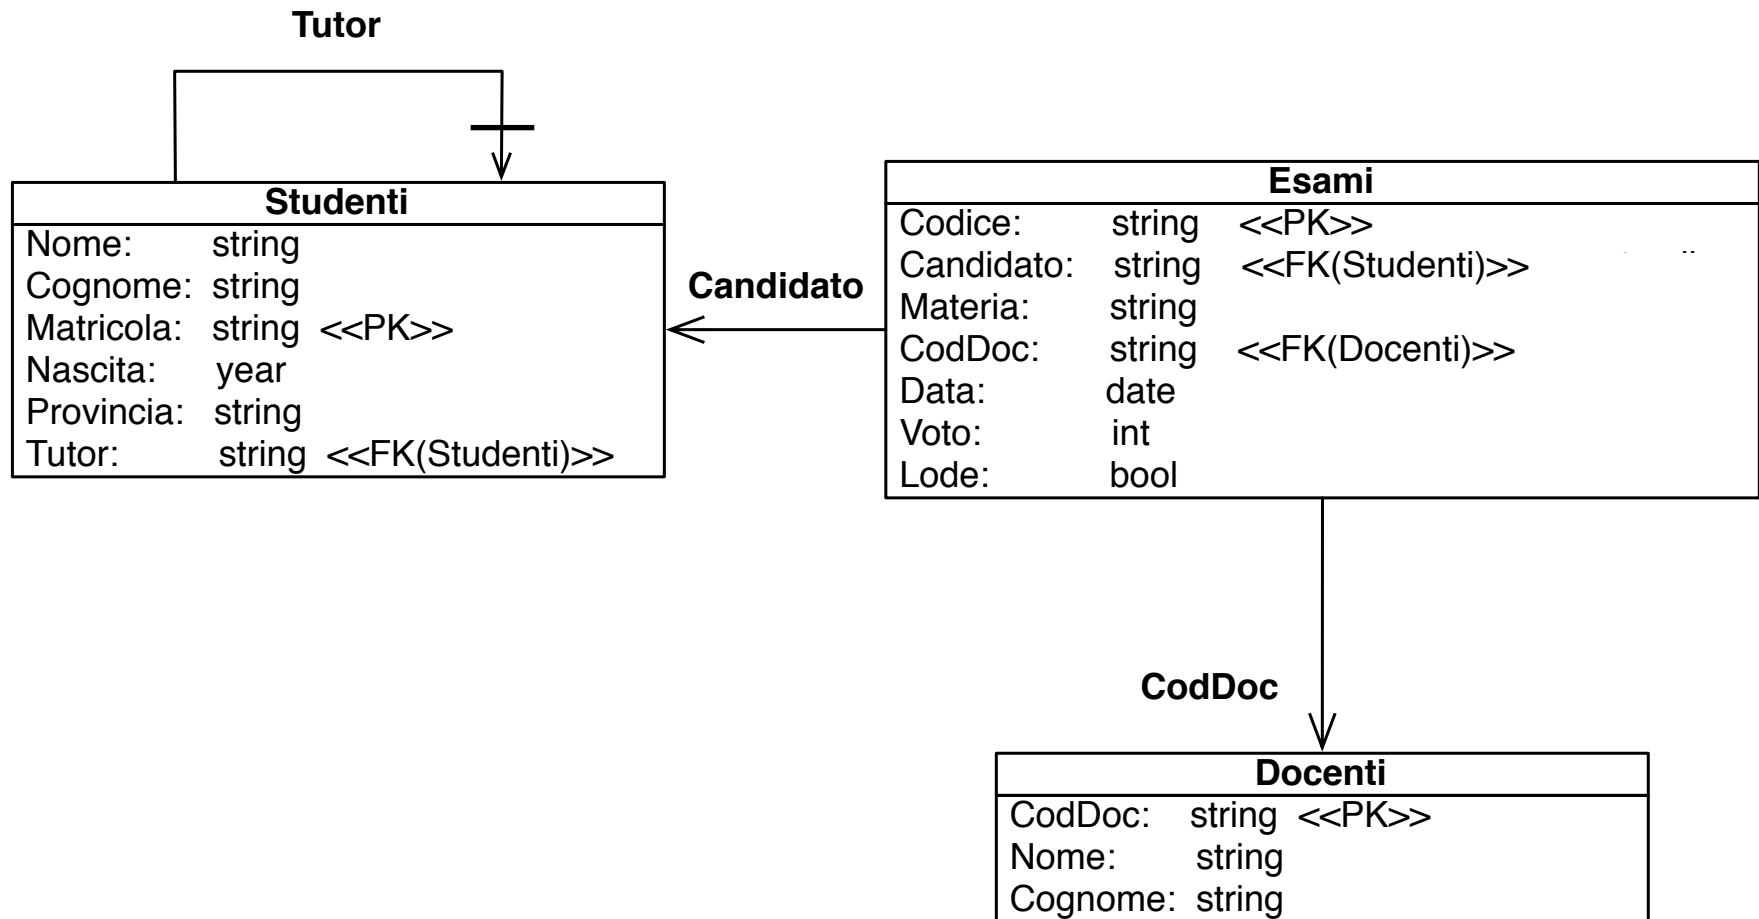 Tutor
Studenti
Nome: string
Cognome: string
Matricola: string <<PK>>
Nascita: year
Provincia: string
Tutor: string <<FK(Studenti)>>
Candidato
Esami
Codice: string <<PK>>
Candidato: string <<FK(Studenti)>>
Materia: string
CodDoc: string <<FK(Docenti)>>
Data: date
Voto: int
Lode: bool
CodDoc
Docenti
CodDoc: string <<PK>>
Nome: string
Cognome: string